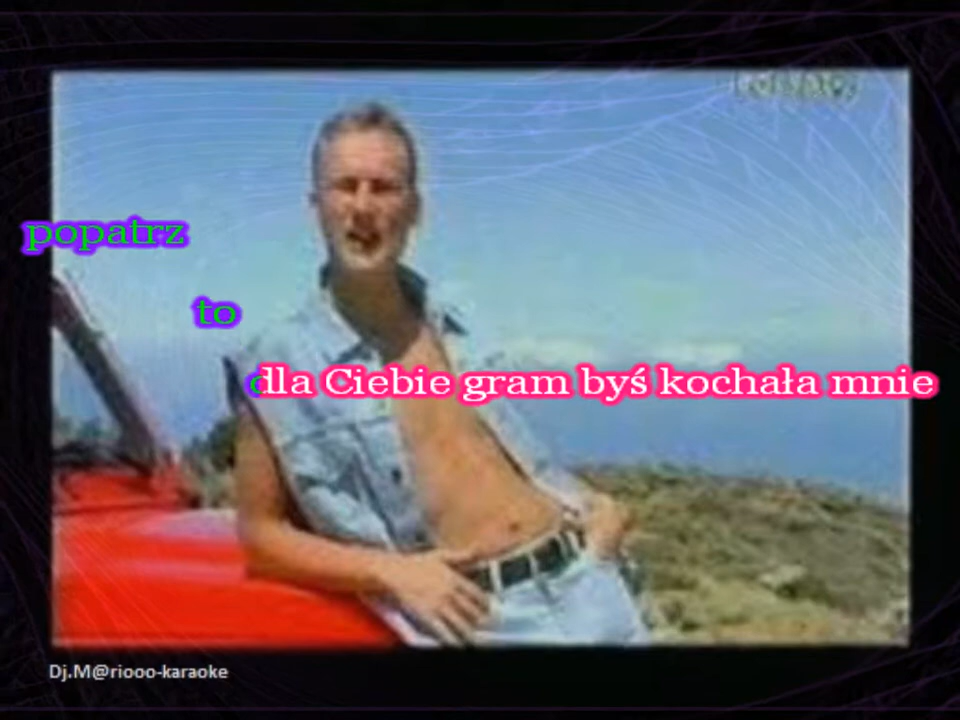 popatrz
to
dla Ciebie gram byś kochała mnie
Dj.M@riooo-karaoke